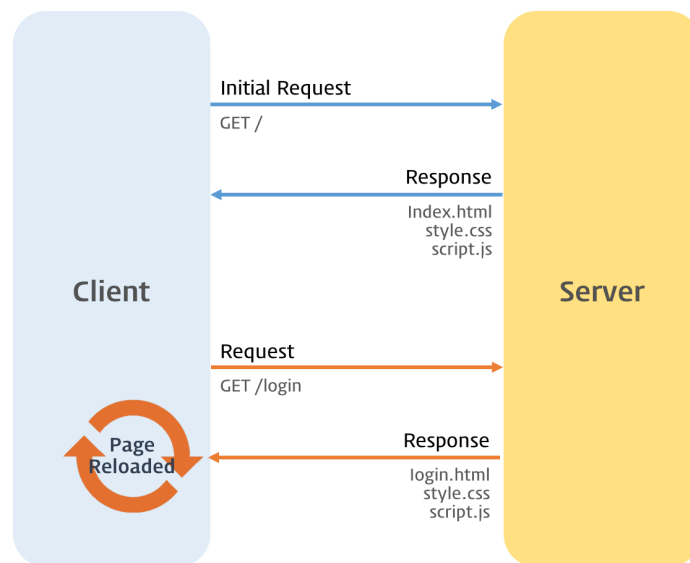 Initial Request
GET /
Response
Index.html
style.css
script.js
Client
Server
Request
GET /login
Page
Reloaded
Response
login.html
style.css
script.js